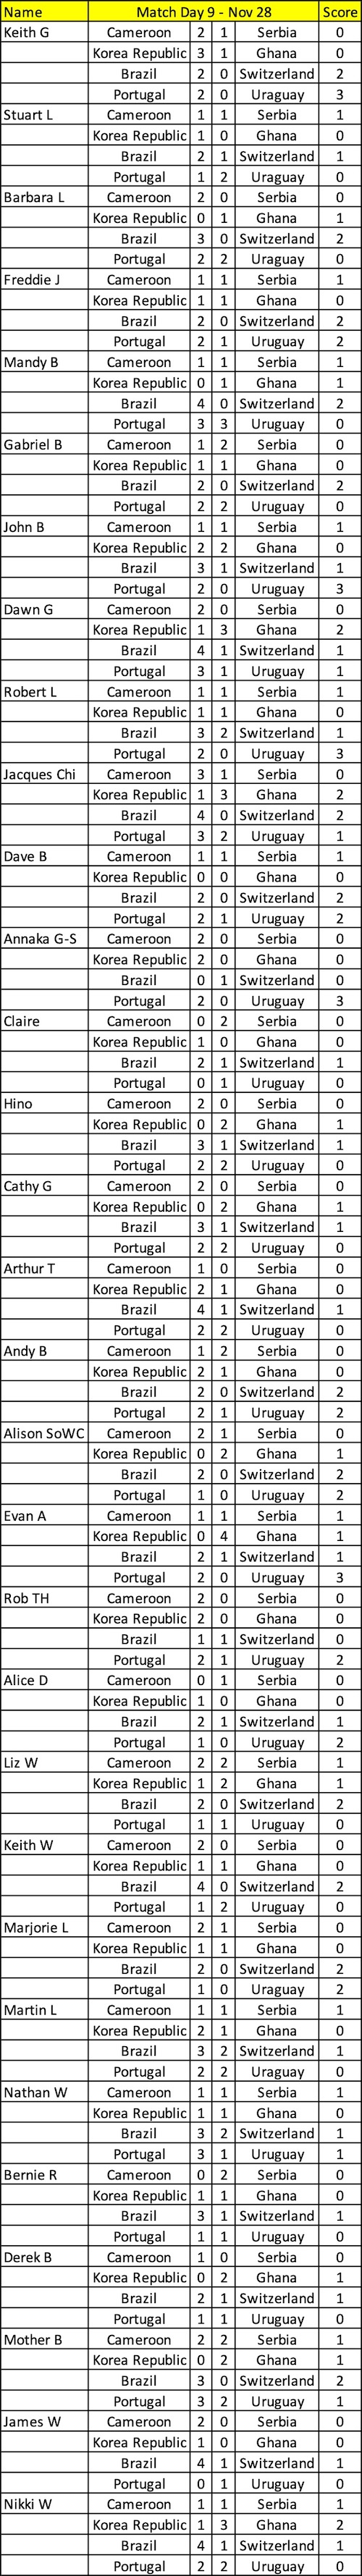 Name Match Day 9 - Nov 28 Score
Keith G Cameroon 2 1 Serbia 0
Korea Republic 3 1 Ghana 0
Brazil 2 0 Switzerland 2
Portugal 2 0 Uraguay 3
Stuart L Cameroon 1 1 Serbia 1
Korea Republic 1 0 Ghana 0
Brazil 2 1 Switzerland 1
Portugal 1 2 Uraguay 0
Barbara L Cameroon 2 0 Serbia 0
Korea Republic 0 1 Ghana 1
Brazil 3 0 Switzerland 2
Portugal 2 2 Uraguay 0
Freddie J Cameroon 1 1 Serbia 1
Korea Republic 1 1 Ghana 0
Brazil 2 0 Switzerland 2
Portugal 2 1 Uruguay 2
Mandy B Cameroon 1 1 Serbia 1
Korea Republic 0 1 Ghana 1
Brazil 4 0 Switzerland 2
Portugal 3 3 Uruguay 0
Gabriel B Cameroon 1 2 Serbia 0
Korea Republic 1 1 Ghana 0
Brazil 2 0 Switzerland 2
Portugal 2 2 Uruguay 0
John B Cameroon 1 1 Serbia 1
Korea Republic 2 2 Ghana 0
Brazil 3 1 Switzerland 1
Portugal 2 0 Uruguay 3
Dawn G Cameroon 2 0 Serbia 0
Korea Republic 1 3 Ghana 2
Brazil 4 1 Switzerland 1
Portugal 3 1 Uruguay 1
Robert L Cameroon 1 1 Serbia 1
Korea Republic 1 1 Ghana 0
Brazil 3 2 Switzerland 1
Portugal 2 0 Uruguay 3
Jacques Chi Cameroon 3 1 Serbia 0
Korea Republic 1 3 Ghana 2
Brazil 4 0 Switzerland 2
Portugal 3 2 Uruguay 1
Dave B Cameroon 1 1 Serbia 1
Korea Republic 0 0 Ghana 0
Brazil 2 0 Switzerland 2
Portugal 2 1 Uruguay 2
Annaka G-S Cameroon 2 0 Serbia 0
Korea Republic 2 0 Ghana 0
Brazil 0 1 Switzerland 0
Portugal 2 0 Uruguay 3
Claire Cameroon 0 2 Serbia 0
Korea Republic 1 0 Ghana 0
Brazil 2 1 Switzerland 1
Portugal 0 1 Uruguay 0
Hino Cameroon 2 0 Serbia 0
Korea Republic 0 2 Ghana 1
Brazil 3 1 Switzerland 1
Portugal 2 2 Uruguay 0
Cathy G Cameroon 2 0 Serbia 0
Korea Republic 0 2 Ghana 1
Brazil 3 1 Switzerland 1
Portugal 2 2 Uruguay 0
Arthur T Cameroon 1 0 Serbia 0
Korea Republic 2 1 Ghana 0
Brazil 4 1 Switzerland 1
Portugal 2 2 Uruguay 0
Andy B Cameroon 1 2 Serbia 0
Korea Republic 2 1 Ghana 0
Brazil 2 0 Switzerland 2
Portugal 2 1 Uruguay 2
Alison SoWC Cameroon 2 1 Serbia 0
Korea Republic 0 2 Ghana 1
Brazil 2 0 Switzerland 2
Portugal 1 0 Uruguay 2
Evan A Cameroon 1 1 Serbia 1
Korea Republic 0 4 Ghana 1
Brazil 2 1 Switzerland 1
Portugal 2 0 Uruguay 3
Rob TH Cameroon 2 0 Serbia 0
Korea Republic 2 0 Ghana 0
Brazil 1 1 Switzerland 0
Portugal 2 1 Uruguay 2
Alice D Cameroon 0 1 Serbia 0
Korea Republic 1 0 Ghana 0
Brazil 2 1 Switzerland 1
Portugal 1 0 Uruguay 2
Liz W Cameroon 2 2 Serbia 1
Korea Republic 1 2 Ghana 1
Brazil 2 0 Switzerland 2
Portugal 1 1 Uruguay 0
Keith W Cameroon 2 0 Serbia 0
Korea Republic 1 1 Ghana 0
Brazil 4 0 Switzerland 2
Portugal 1 2 Uruguay 0
Marjorie L Cameroon 2 1 Serbia 0
Korea Republic 1 1 Ghana 0
Brazil 2 0 Switzerland 2
Portugal 1 0 Uraguay 2
Martin L Cameroon 1 1 Serbia 1
Korea Republic 2 1 Ghana 0
Brazil 3 2 Switzerland 1
Portugal 2 2 Uraguay 0
Nathan W Cameroon 1 1 Serbia 1
Korea Republic 1 1 Ghana 0
Brazil 3 2 Switzerland 1
Portugal 3 1 Uruguay 1
Bernie R Cameroon 0 2 Serbia 0
Korea Republic 1 1 Ghana 0
Brazil 3 1 Switzerland 1
Portugal 1 1 Uruguay 0
Derek B Cameroon 1 0 Serbia 0
Korea Republic 0 2 Ghana 1
Brazil 2 1 Switzerland 1
Portugal 1 1 Uruguay 0
Mother B Cameroon 2 2 Serbia 1
Korea Republic 0 2 Ghana 1
Brazil 3 0 Switzerland 2
Portugal 3 2 Uruguay 1
James W Cameroon 2 0 Serbia 0
Korea Republic 1 0 Ghana 0
Brazil 4 1 Switzerland 1
Portugal 0 1 Uruguay 0
Nikki W Cameroon 1 1 Serbia 1
Korea Republic 1 3 Ghana 2
Brazil 4 1 Switzerland 1
Portugal 2 2 Uruguay 0